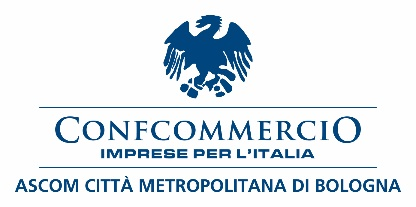 CONFCOMMERCIO
IMPRESE PER L'ITALIA
ASCOM CITTÀ METROPOLITANA DI BOLOGNA